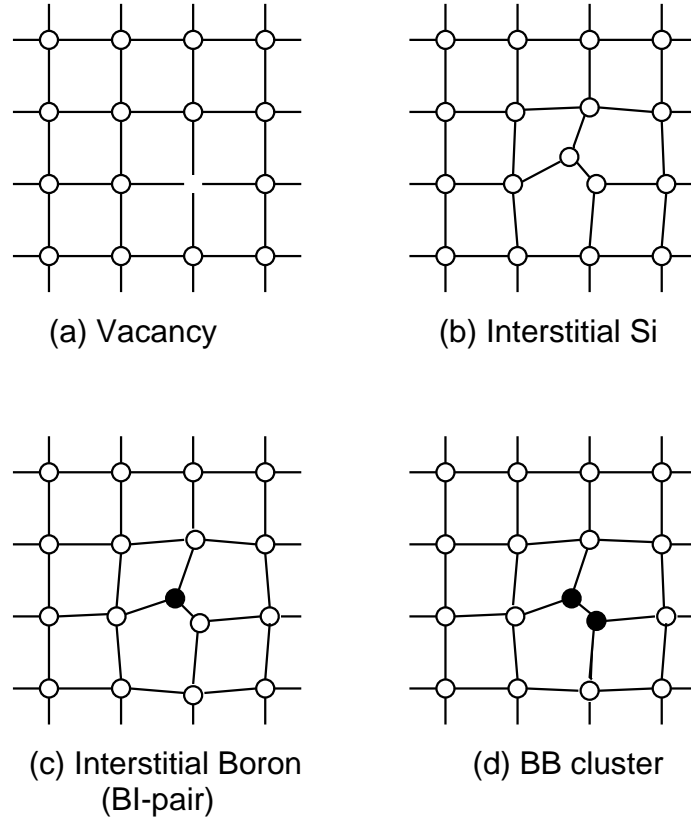 (a) Vacancy
(b) Interstitial Si
(c) Interstitial Boron
(BI-pair)
(d) BB cluster